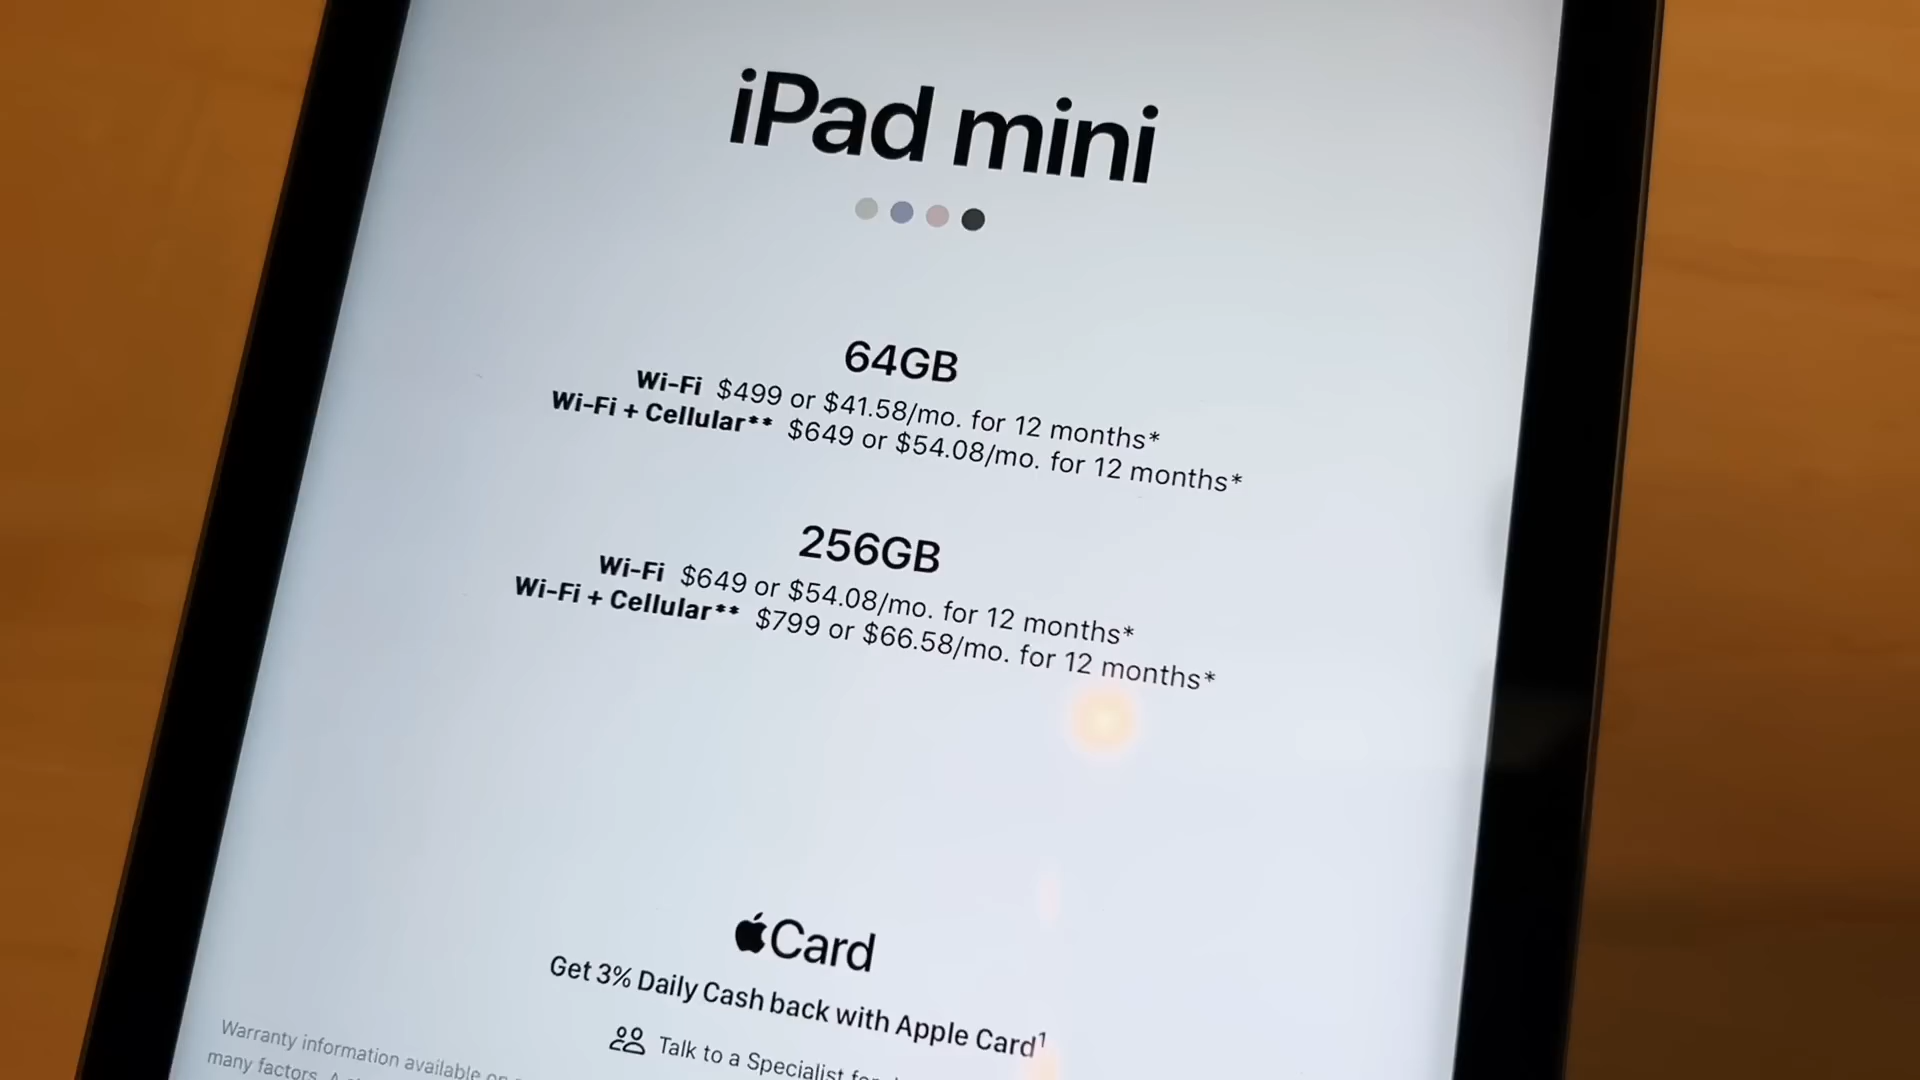 iPad mini
64GB
Wi-Fi $499 or $41.58/mo. for 12 months*
Wi-Fi + Cellular** $649 or $54.08/mo. for 12 months*
256GB
Wi-Fi $649 or $54.08/mo. for 12 months*
Wi-Fi + Cellular** $799 or $66.58/mo. for 12 months*
Card
Get 3% Daily Cash back with Apple Card¹
Talk to a Specialist
Warranty information available
many factors.